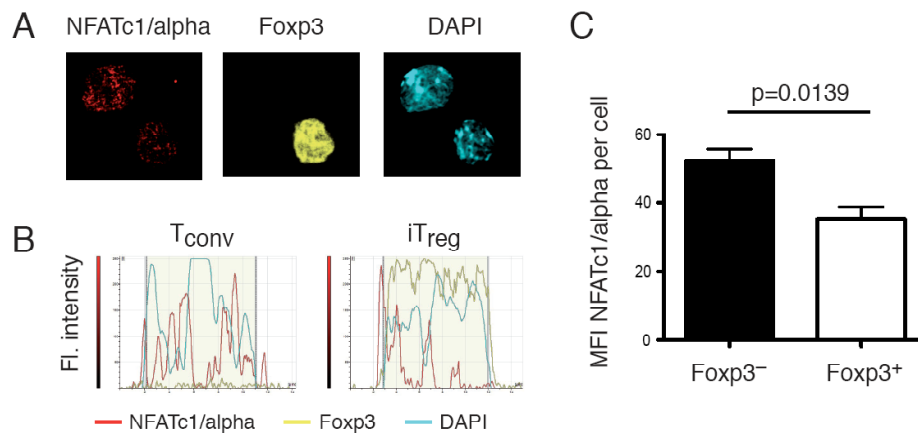 A
NFATc1/alpha Foxp3 DAPI
B
Tconv iTreg
Fl. intensity
NFATc1/alpha Foxp3 DAPI
C
p=0.0139
MFI NFATc1/alpha per cell
60
40
20
0
Foxp3⁻ Foxp3⁺